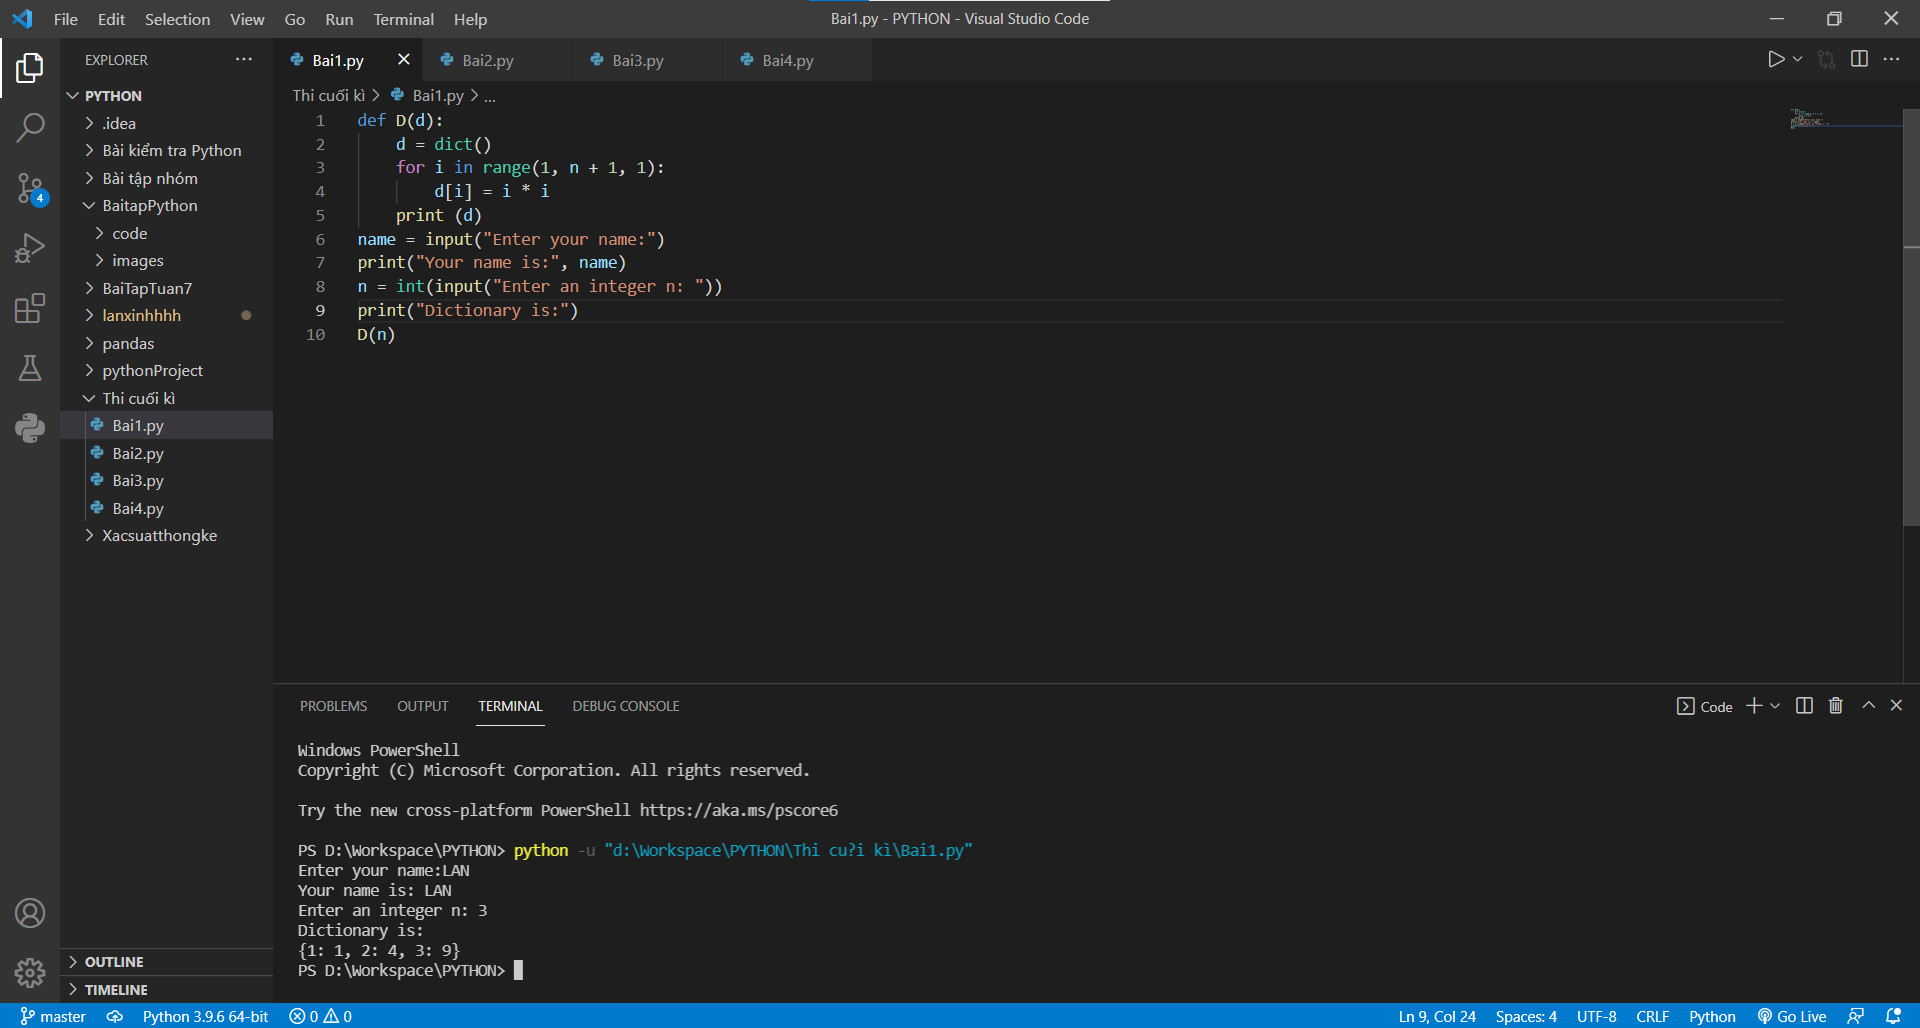 File Edit Selection View Go Run Terminal Help
Bai1.py - PYTHON - Visual Studio Code
EXPLORER
PYTHON
.idea
Bài kiểm tra Python
Bài tập nhóm
BaitapPython
code
images
BaiTapTuan7
lanxinhhhh
pandas
pythonProject
Thi cuối kì
Bai1.py
Bai2.py
Bai3.py
Bai4.py
Xacsuatthongke
OUTLINE
TIMELINE
4
Bai1.py Bai2.py Bai3.py Bai4.py
Thi cuối kì > Bai1.py > ...
1 def D(d):
2 d = dict()
3 for i in range(1, n + 1, 1):
4 d[i] = i * i
5 print (d)
6 name = input("Enter your name:")
7 print("Your name is:", name)
8 n = int(input("Enter an integer n: "))
9 print("Dictionary is:")
10 D(n)
PROBLEMS OUTPUT TERMINAL DEBUG CONSOLE
Code
Windows PowerShell
Copyright (C) Microsoft Corporation. All rights reserved.
Try the new cross-platform PowerShell https://aka.ms/pscore6
PS D:\Workspace\PYTHON> python -u "d:\Workspace\PYTHON\Thi cu?i kì\Bai1.py"
Enter your name:LAN
Your name is: LAN
Enter an integer n: 3
Dictionary is:
{1: 1, 2: 4, 3: 9}
PS D:\Workspace\PYTHON>
master Python 3.9.6 64-bit 0 0 Ln 9, Col 24 Spaces: 4 UTF-8 CRLF Python Go Live